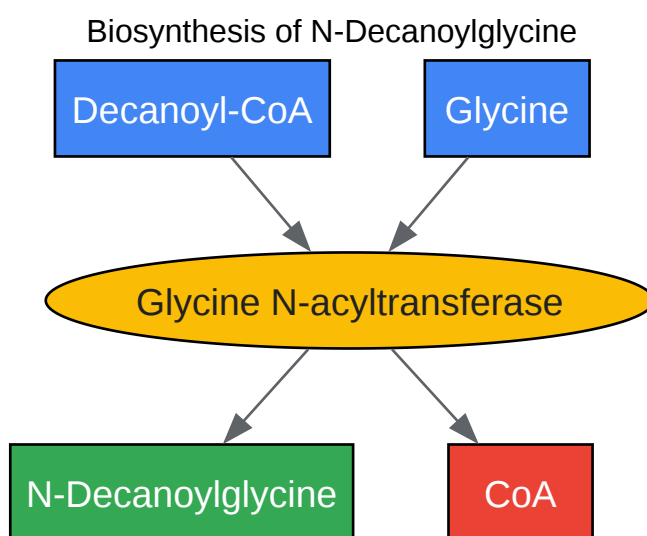 Biosynthesis of N-Decanoylglycine
Decanoyl-CoA
Glycine
Glycine N-acyltransferase
N-Decanoylglycine
CoA